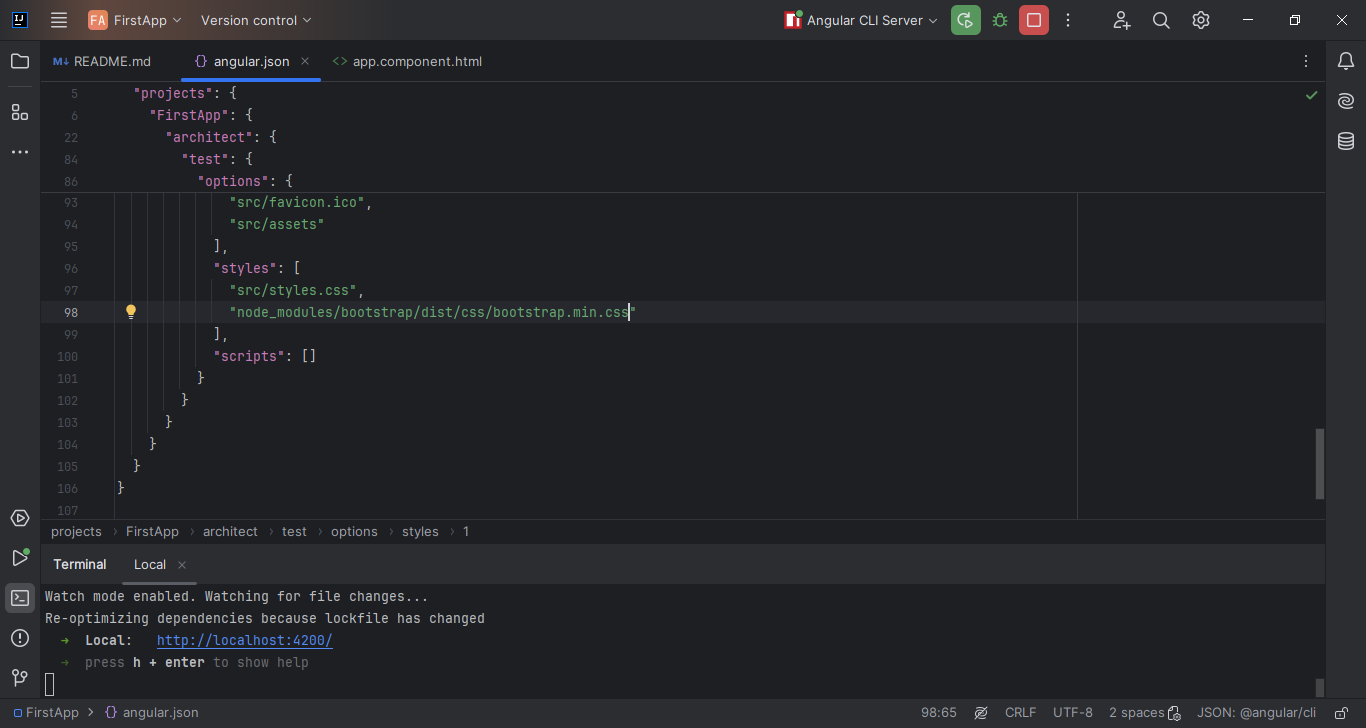 FA FirstApp Version control Angular CLI Server
README.md {} angular.json <> app.component.html
5 "projects": {
6 "FirstApp": {
22 "architect": {
84 "test": {
86 "options": {
93 "src/favicon.ico",
94 "src/assets"
95 ],
96 "styles": [
97 "src/styles.css",
98 "node_modules/bootstrap/dist/css/bootstrap.min.css"
99 ],
100 "scripts": []
101 }
102 }
103 }
104 }
105 }
106 }
107
projects › FirstApp › architect › test › options › styles › 1
Terminal Local
Watch mode enabled. Watching for file changes...
Re-optimizing dependencies because lockfile has changed
→ Local: http://localhost:4200/
→ press h + enter to show help
FirstApp > {} angular.json 98:65 CRLF UTF-8 2 spaces JSON: @angular/cli